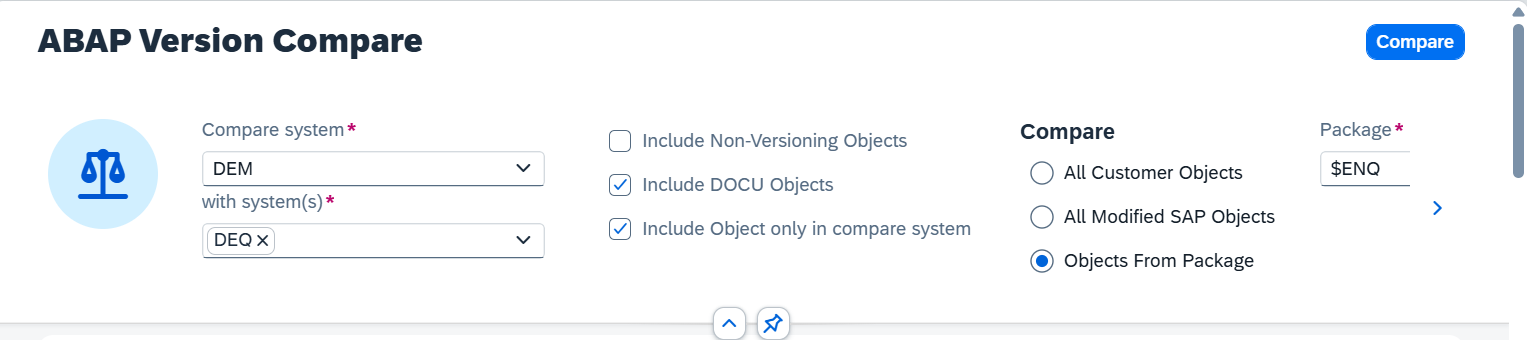 ABAP Version Compare
Compare
Compare system*
DEM
with system(s)*
DEQ
Include Non-Versioning Objects
Include DOCU Objects
Include Object only in compare system
Compare
All Customer Objects
All Modified SAP Objects
Objects From Package
Package*
$ENQ